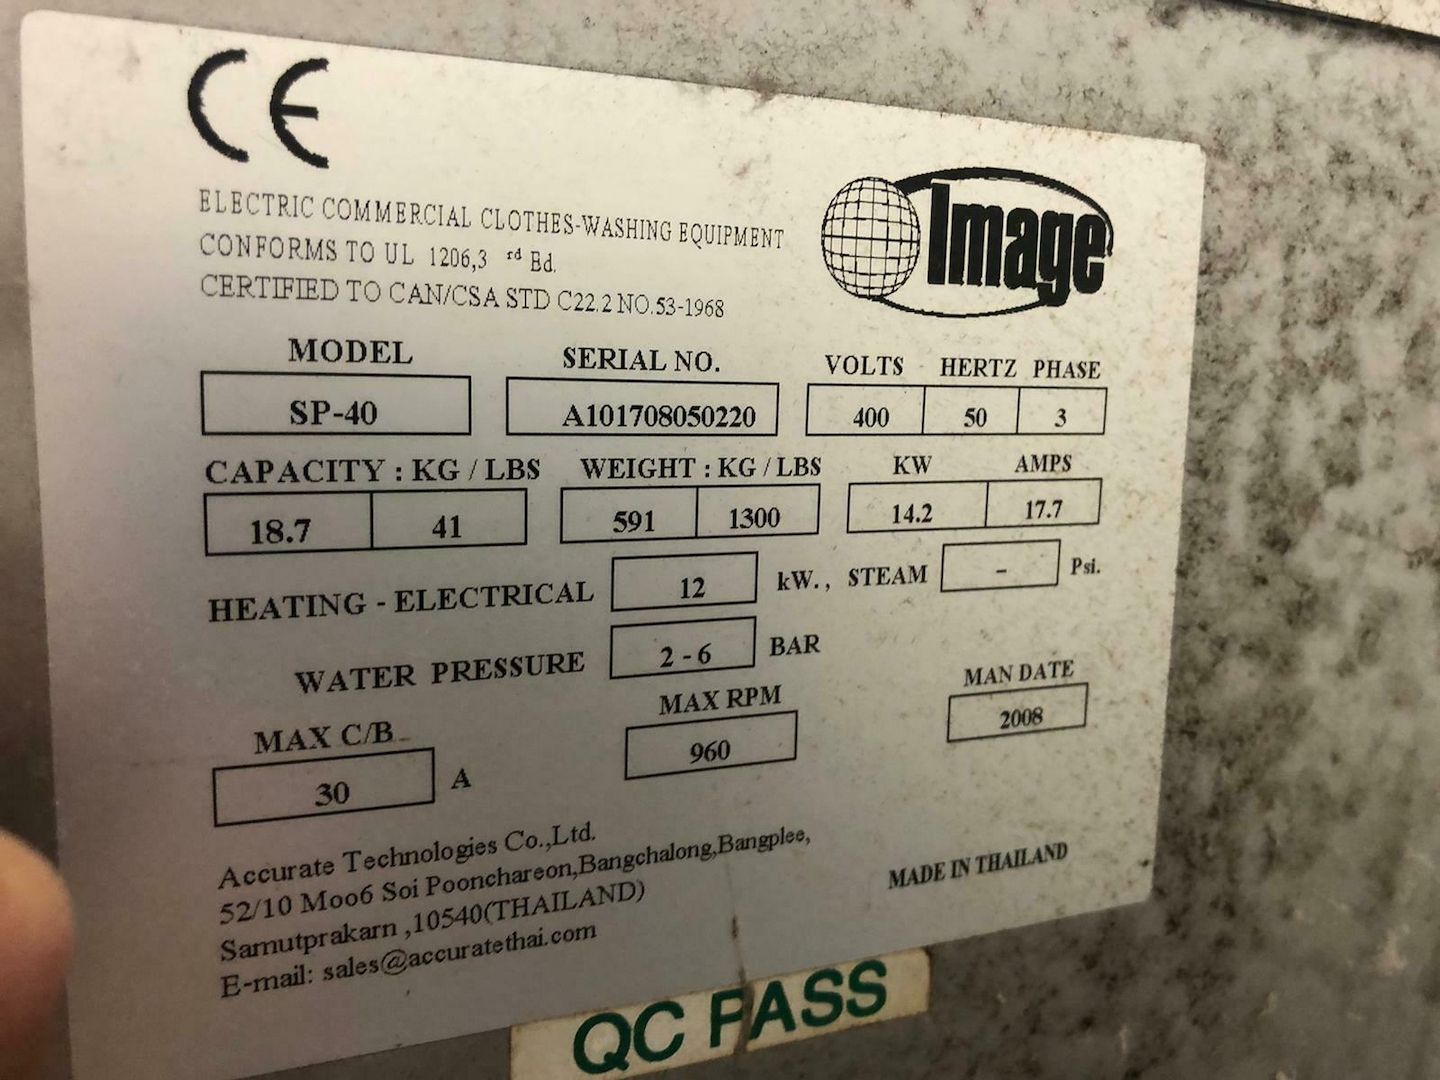 CE
ELECTRIC COMMERCIAL CLOTHES-WASHING EQUIPMENT
CONFORMS TO UL 1206,3 rd Ed.
CERTIFIED TO CAN/CSA STD C22.2 NO.53-1968
Image
MODEL SERIAL NO. VOLTS HERTZ PHASE
SP-40 A101708050220 400 50 3
CAPACITY : KG / LBS WEIGHT : KG / LBS KW AMPS
18.7 41 591 1300 14.2 17.7
HEATING - ELECTRICAL 12 kW., STEAM - Psi.
WATER PRESSURE 2 - 6 BAR
MAX C/B MAX RPM MAN DATE
30 A 960 2008
Accurate Technologies Co.,Ltd.
52/10 Moo6 Soi Poonchareon,Bangchalong,Bangplee,
Samutprakarn ,10540(THAILAND)
E-mail: sales@accuratethai.com
MADE IN THAILAND
QC PASS